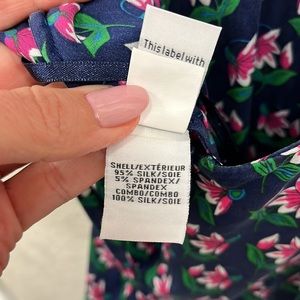 This label with
SHELL/EXTÉRIEUR
95% SILK/SOIE
5% SPANDEX/
SPANDEX
COMBO/COMBO
100% SILK/SOIE